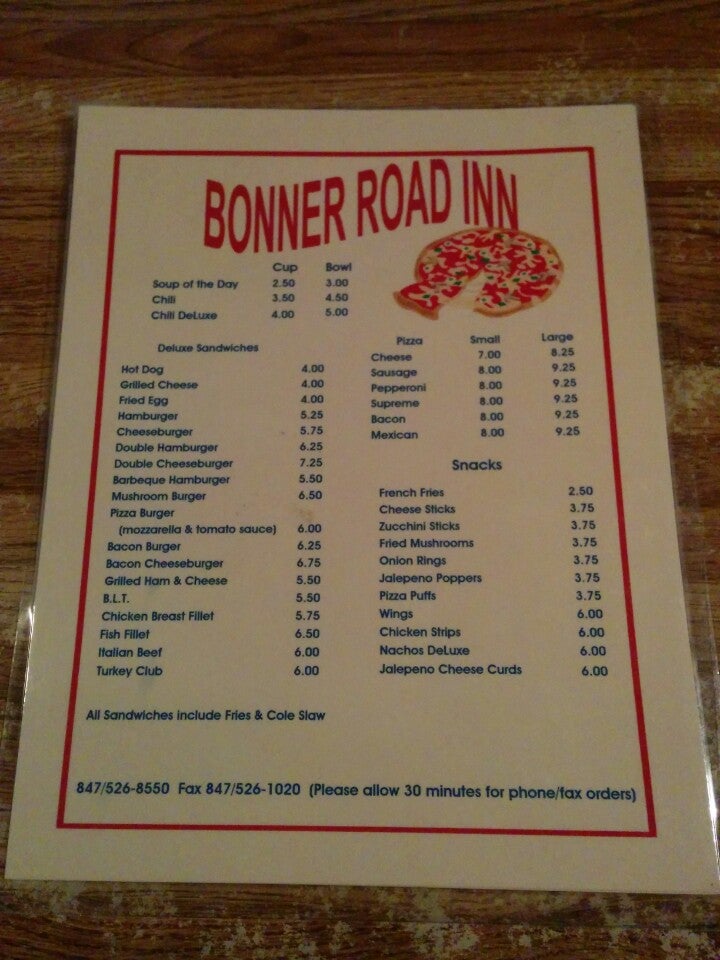 BONNER ROAD INN
Cup Bowl
Soup of the Day 2.50 3.00
Chili 3.50 4.50
Chili DeLuxe 4.00 5.00
Deluxe Sandwiches
Hot Dog 4.00
Grilled Cheese 4.00
Fried Egg 4.00
Hamburger 5.25
Cheeseburger 5.75
Double Hamburger 6.25
Double Cheeseburger 7.25
Barbeque Hamburger 5.50
Mushroom Burger 6.50
Pizza Burger
(mozzarella & tomato sauce) 6.00
Bacon Burger 6.25
Bacon Cheeseburger 6.75
Grilled Ham & Cheese 5.50
B.L.T. 5.50
Chicken Breast Fillet 5.75
Fish Fillet 6.50
Italian Beef 6.00
Turkey Club 6.00
Pizza Small Large
Cheese 7.00 8.25
Sausage 8.00 9.25
Pepperoni 8.00 9.25
Supreme 8.00 9.25
Bacon 8.00 9.25
Mexican 8.00 9.25
Snacks
French Fries 2.50
Cheese Sticks 3.75
Zucchini Sticks 3.75
Fried Mushrooms 3.75
Onion Rings 3.75
Jalepeno Poppers 3.75
Pizza Puffs 3.75
Wings 6.00
Chicken Strips 6.00
Nachos DeLuxe 6.00
Jalepeno Cheese Curds 6.00
All Sandwiches include Fries & Cole Slaw
847/526-8550 Fax 847/526-1020 (Please allow 30 minutes for phone/fax orders)